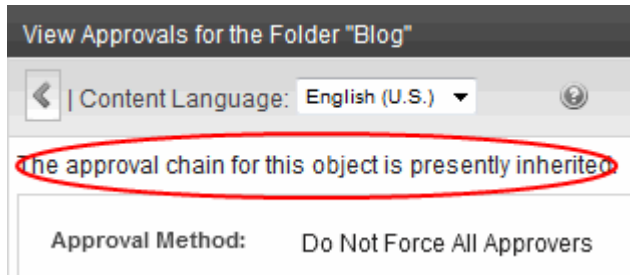 View Approvals for the Folder "Blog"
| Content Language: English (U.S.)
The approval chain for this object is presently inherited.
Approval Method: Do Not Force All Approvers